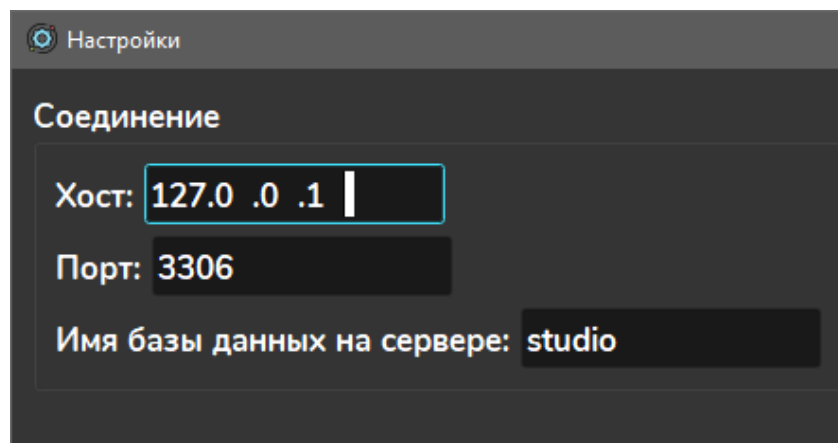 Настройки
Соединение
Хост: 127.0  .0  .1
Порт: 3306
Имя базы данных на сервере: studio